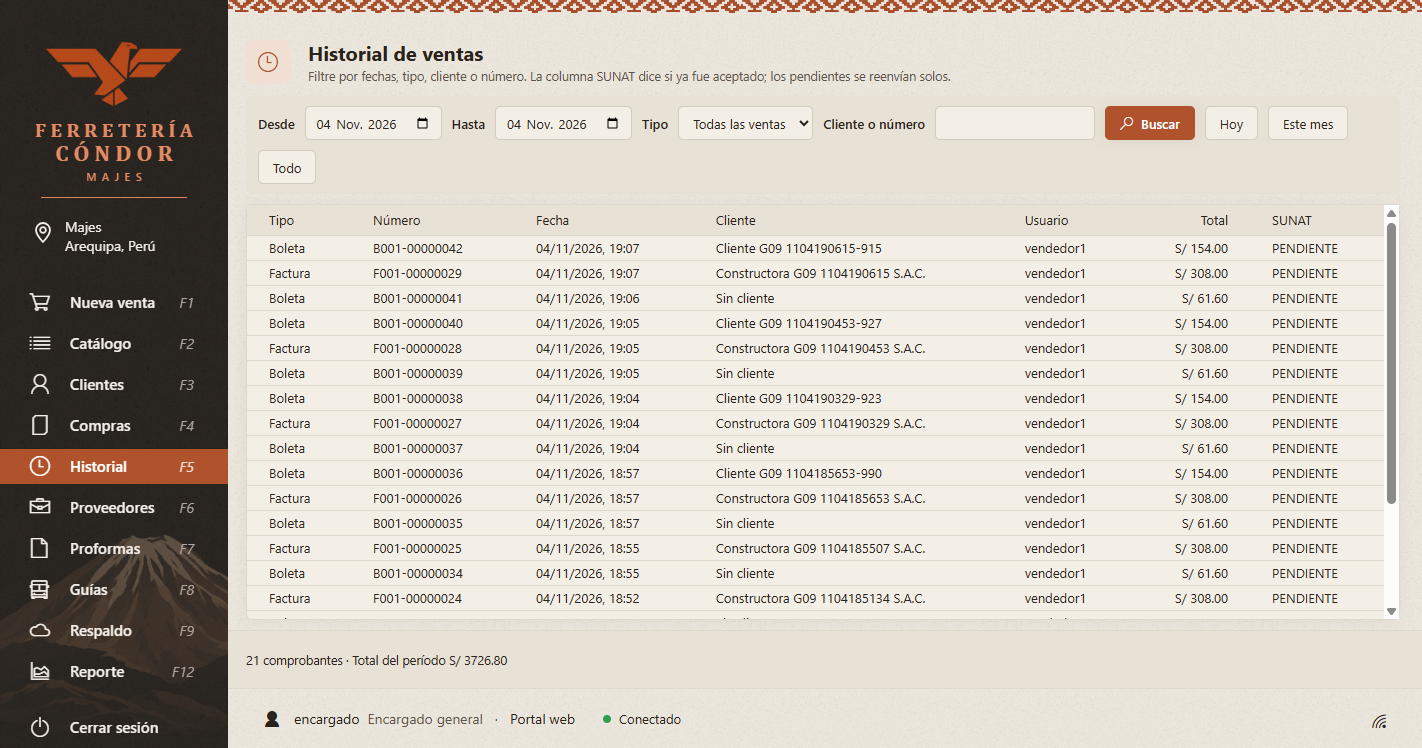 FERRETERÍA
CÓNDOR
MAJES
Majes
Arequipa, Perú
Nueva venta F1
Catálogo F2
Clientes F3
Compras F4
Historial F5
Proveedores F6
Proformas F7
Guías F8
Respaldo F9
Reporte F12
Cerrar sesión
Historial de ventas
Filtre por fechas, tipo, cliente o número. La columna SUNAT dice si ya fue aceptado; los pendientes se reenvían solos.
Desde 04 Nov. 2026 Hasta 04 Nov. 2026 Tipo Todas las ventas Cliente o número Buscar Hoy Este mes
Todo
Tipo Número Fecha Cliente Usuario Total SUNAT
Boleta B001-00000042 04/11/2026, 19:07 Cliente G09 1104190615-915 vendedor1 S/ 154.00 PENDIENTE
Factura F001-00000029 04/11/2026, 19:07 Constructora G09 1104190615 S.A.C. vendedor1 S/ 308.00 PENDIENTE
Boleta B001-00000041 04/11/2026, 19:06 Sin cliente vendedor1 S/ 61.60 PENDIENTE
Boleta B001-00000040 04/11/2026, 19:05 Cliente G09 1104190453-927 vendedor1 S/ 154.00 PENDIENTE
Factura F001-00000028 04/11/2026, 19:05 Constructora G09 1104190453 S.A.C. vendedor1 S/ 308.00 PENDIENTE
Boleta B001-00000039 04/11/2026, 19:05 Sin cliente vendedor1 S/ 61.60 PENDIENTE
Boleta B001-00000038 04/11/2026, 19:04 Cliente G09 1104190329-923 vendedor1 S/ 154.00 PENDIENTE
Factura F001-00000027 04/11/2026, 19:04 Constructora G09 1104190329 S.A.C. vendedor1 S/ 308.00 PENDIENTE
Boleta B001-00000037 04/11/2026, 19:04 Sin cliente vendedor1 S/ 61.60 PENDIENTE
Boleta B001-00000036 04/11/2026, 18:57 Cliente G09 1104185653-990 vendedor1 S/ 154.00 PENDIENTE
Factura F001-00000026 04/11/2026, 18:57 Constructora G09 1104185653 S.A.C. vendedor1 S/ 308.00 PENDIENTE
Boleta B001-00000035 04/11/2026, 18:57 Sin cliente vendedor1 S/ 61.60 PENDIENTE
Factura F001-00000025 04/11/2026, 18:55 Constructora G09 1104185507 S.A.C. vendedor1 S/ 308.00 PENDIENTE
Boleta B001-00000034 04/11/2026, 18:55 Sin cliente vendedor1 S/ 61.60 PENDIENTE
Factura F001-00000024 04/11/2026, 18:52 Constructora G09 1104185134 S.A.C. vendedor1 S/ 308.00 PENDIENTE
21 comprobantes · Total del período S/ 3726.80
encargado Encargado general · Portal web Conectado